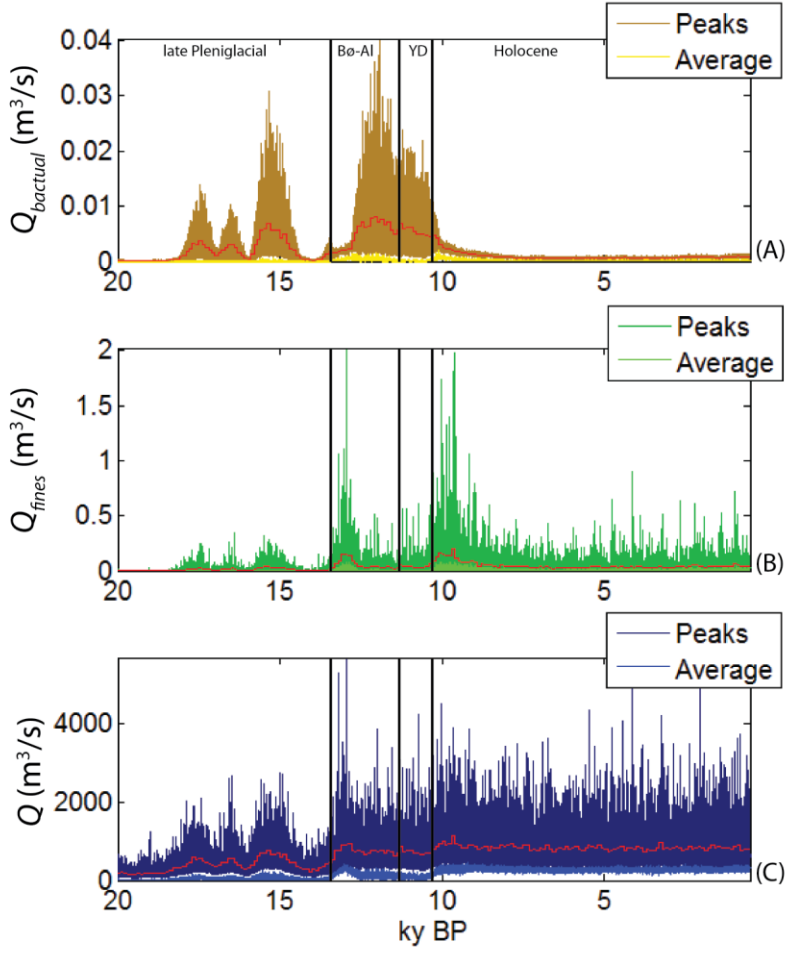 Peaks
Average
late Pleniglacial Bø-Al YD Holocene
0.04
0.03
0.02
0.01
0
Qbactual (m³/s)
20 15 10 5
(A)
Peaks
Average
2
1.5
1
0.5
0
Qfines (m³/s)
20 15 10 5
(B)
Peaks
Average
4000
2000
0
Q (m³/s)
20 15 10 5
(C)
ky BP